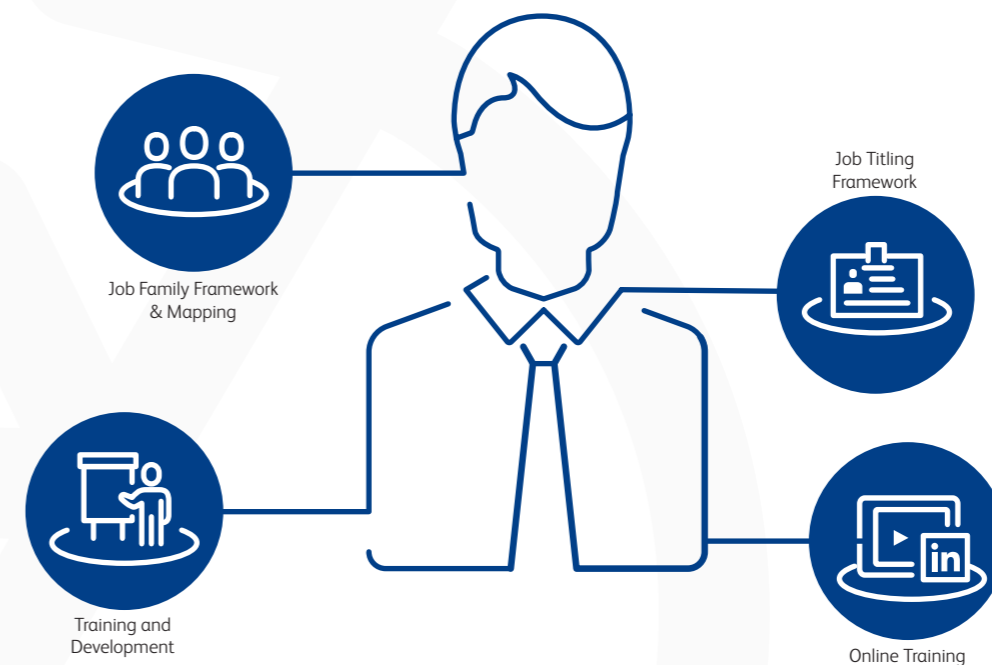 Job Titling
Framework
Job Family Framework
& Mapping
in
Training and
Development
Online Training